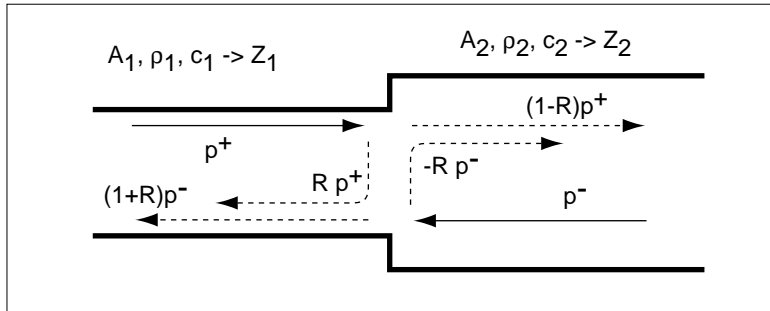 A1, ρ1, c1 -> Z1
A2, ρ2, c2 -> Z2
p+
(1-R)p+
R p+
-R p-
(1+R)p-
p-